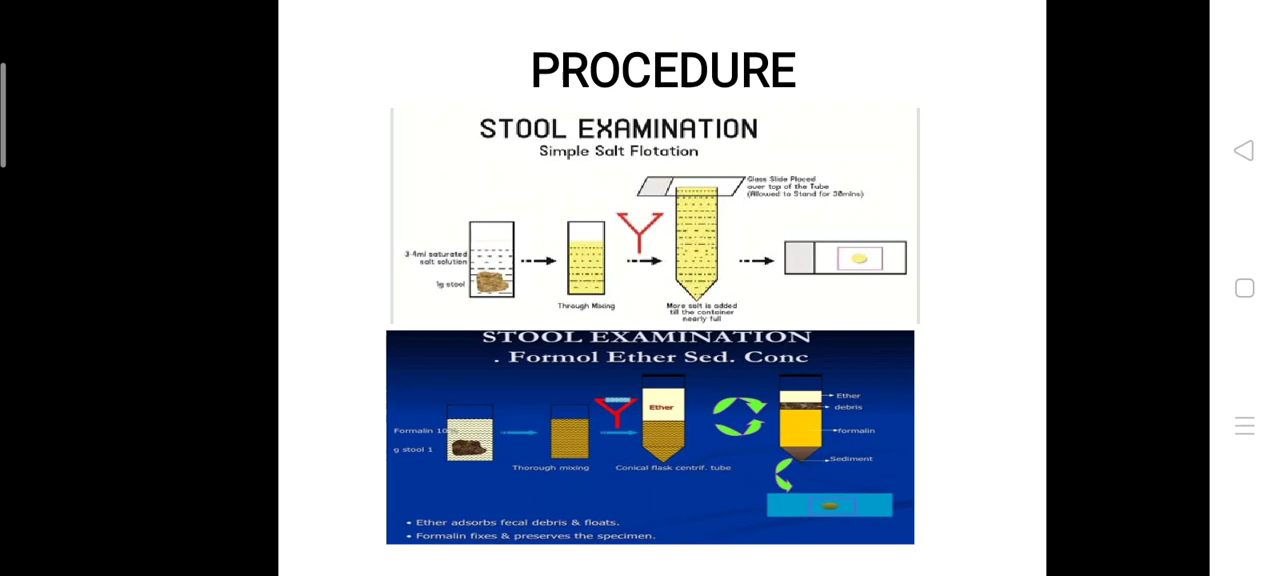 PROCEDURE
STOOL EXAMINATION
Simple Salt Flotation
Glass Slide Placed
over top of the Tube
(Allowed to Stand for 30mins)
3-4ml saturated
salt solution
1g stool
Through Mixing
More salt is added
till the container
nearly full
STOOL EXAMINATION
. Formol Ether Sed. Conc
Ether
Ether
debris
Formalin 10%
formalin
g stool 1
Sediment
Thorough mixing
Conical flask centrif. tube
• Ether adsorbs fecal debris & floats.
• Formalin fixes & preserves the specimen.